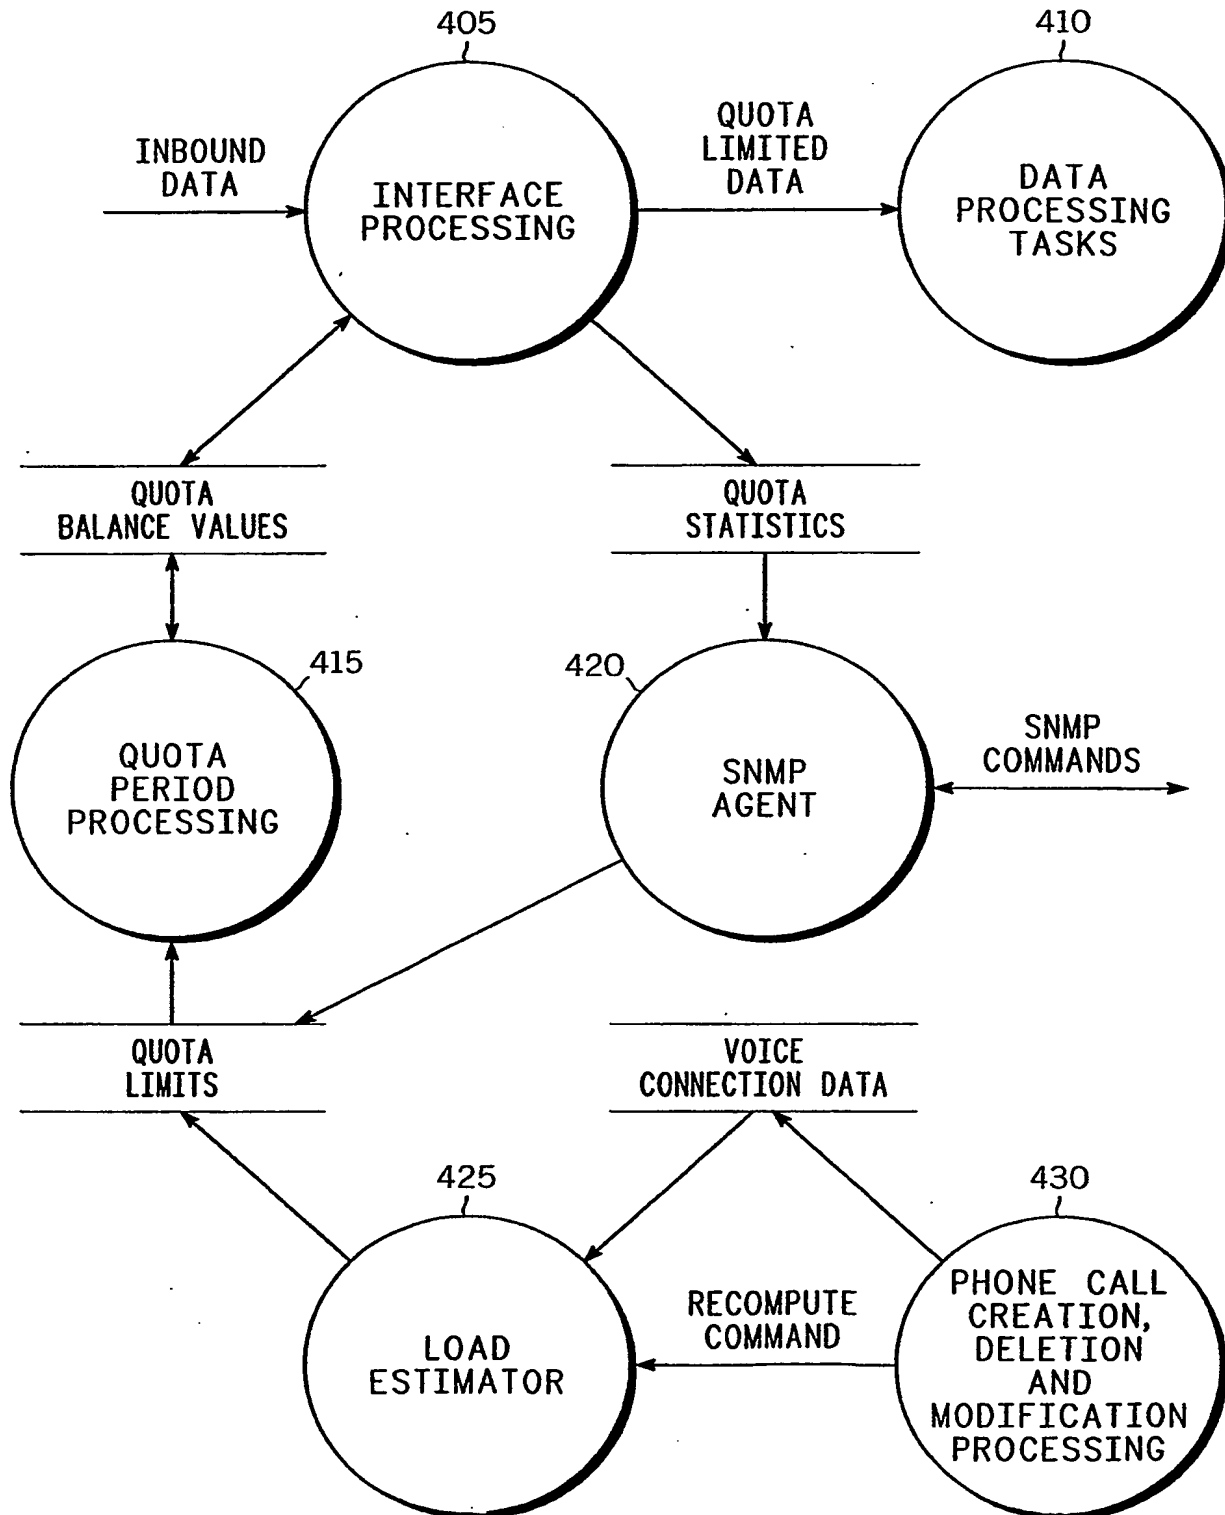 405
410
INBOUND
DATA
INTERFACE
PROCESSING
QUOTA
LIMITED
DATA
DATA
PROCESSING
TASKS
QUOTA
BALANCE VALUES
QUOTA
STATISTICS
415
420
QUOTA
PERIOD
PROCESSING
SNMP
AGENT
SNMP
COMMANDS
QUOTA
LIMITS
VOICE
CONNECTION DATA
425
430
LOAD
ESTIMATOR
RECOMPUTE
COMMAND
PHONE CALL
CREATION,
DELETION
AND
MODIFICATION
PROCESSING